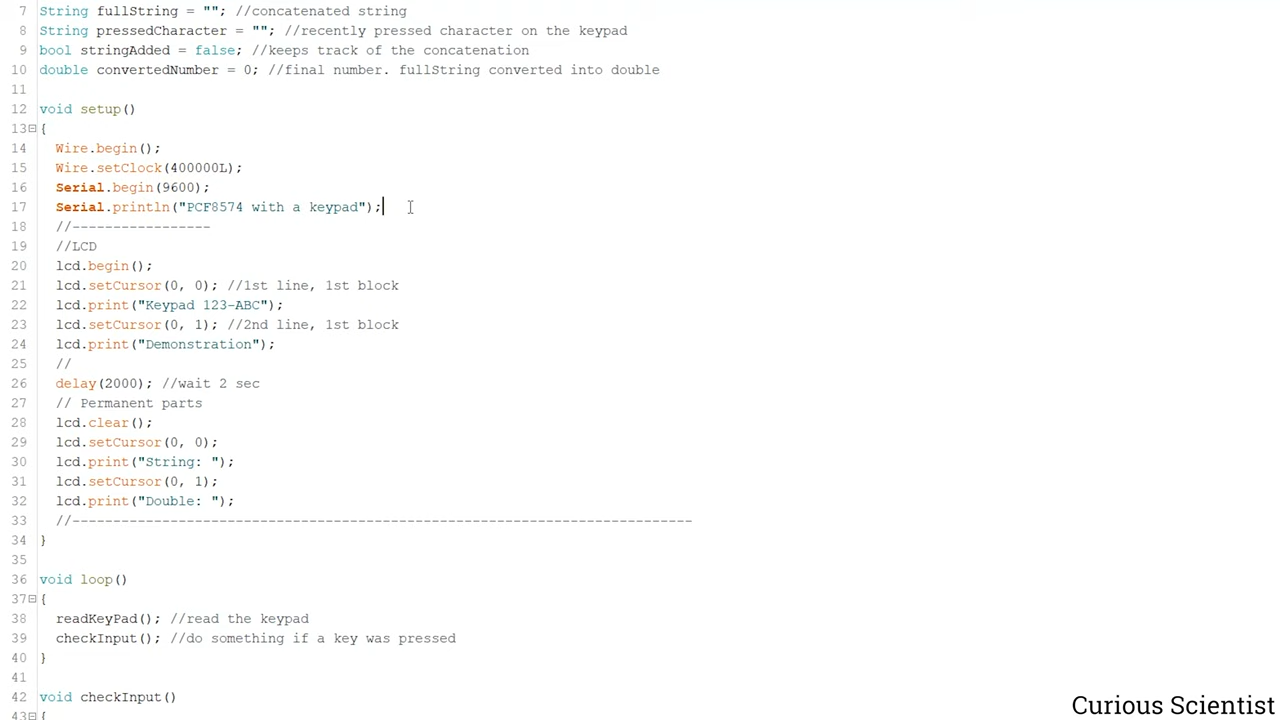 7 String fullString = ""; //concatenated string
8 String pressedCharacter = ""; //recently pressed character on the keypad
9 bool stringAdded = false; //keeps track of the concatenation
10 double convertedNumber = 0; //final number. fullString converted into double
11
12 void setup()
13 {
14 Wire.begin();
15 Wire.setClock(400000L);
16 Serial.begin(9600);
17 Serial.println("PCF8574 with a keypad");
18 //-----------------
19 //LCD
20 lcd.begin();
21 lcd.setCursor(0, 0); //1st line, 1st block
22 lcd.print("Keypad 123-ABC");
23 lcd.setCursor(0, 1); //2nd line, 1st block
24 lcd.print("Demonstration");
25 //
26 delay(2000); //wait 2 sec
27 // Permanent parts
28 lcd.clear();
29 lcd.setCursor(0, 0);
30 lcd.print("String: ");
31 lcd.setCursor(0, 1);
32 lcd.print("Double: ");
33 //----------------------------------------------------------------------------
34 }
35
36 void loop()
37 {
38 readKeyPad(); //read the keypad
39 checkInput(); //do something if a key was pressed
40 }
41
42 void checkInput()
43 {
Curious Scientist